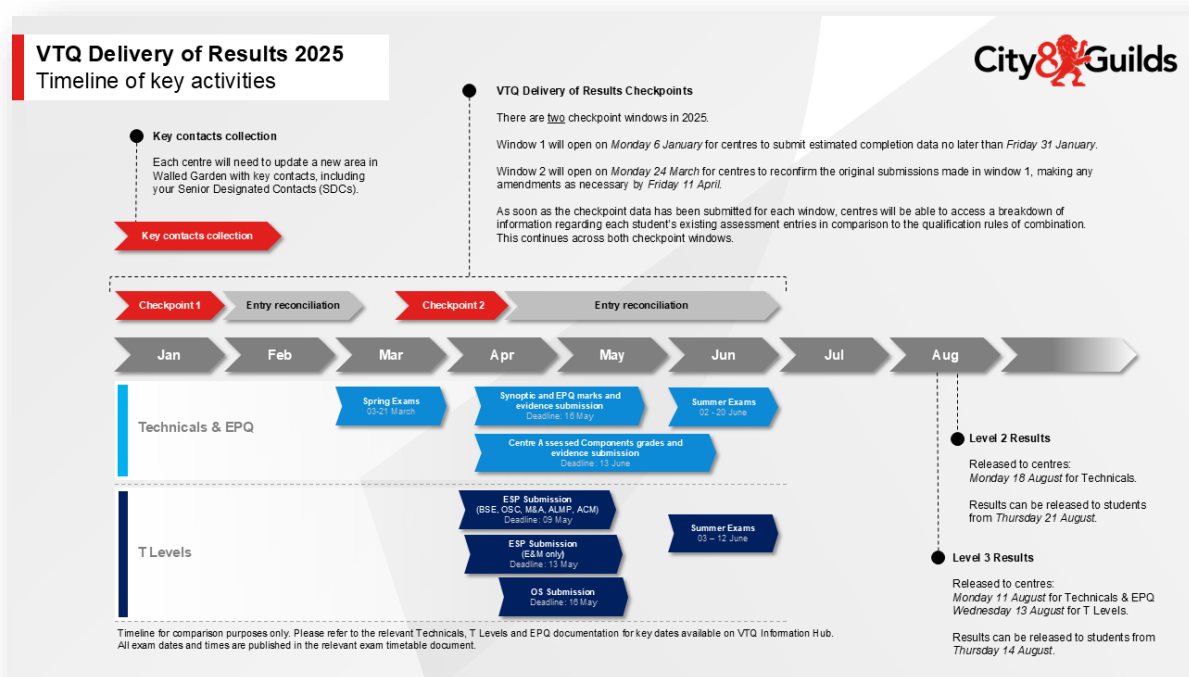 VTQ Delivery of Results 2025
Timeline of key activities
City&Guilds
Key contacts collection
Each centre will need to update a new area in
Walled Garden with key contacts, including
your Senior Designated Contacts (SDCs).
Key contacts collection
VTQ Delivery of Results Checkpoints
There are two checkpoint windows in 2025.
Window 1 will open on Monday 6 January for centres to submit estimated completion data no later than Friday 31 January.
Window 2 will open on Monday 24 March for centres to reconfirm the original submissions made in window 1, making any
amendments as necessary by Friday 11 April.
As soon as the checkpoint data has been submitted for each window, centres will be able to access a breakdown of
information regarding each student's existing assessment entries in comparison to the qualification rules of combination.
This continues across both checkpoint windows.
Checkpoint 1
Entry reconciliation
Checkpoint 2
Entry reconciliation
Jan
Feb
Mar
Apr
May
Jun
Jul
Aug
Technicals & EPQ
Spring Exams
03-21 March
Synoptic and EPQ marks and
evidence submission
Deadline: 16 May
Summer Exams
02 - 20 June
Centre Assessed Components grades and
evidence submission
Deadline: 13 June
T Levels
ESP Submission
(BSE, OSC, M&A, ALMP, ACM)
Deadline: 09 May
ESP Submission
(E&M only)
Deadline: 13 May
OS Submission
Deadline: 16 May
Summer Exams
03 – 12 June
Level 2 Results
Released to centres:
Monday 18 August for Technicals.
Results can be released to students
from Thursday 21 August.
Level 3 Results
Released to centres:
Monday 11 August for Technicals & EPQ
Wednesday 13 August for T Levels.
Results can be released to students from
Thursday 14 August.
Timeline for comparison purposes only. Please refer to the relevant Technicals, T Levels and EPQ documentation for key dates available on VTQ Information Hub.
All exam dates and times are published in the relevant exam timetable document.